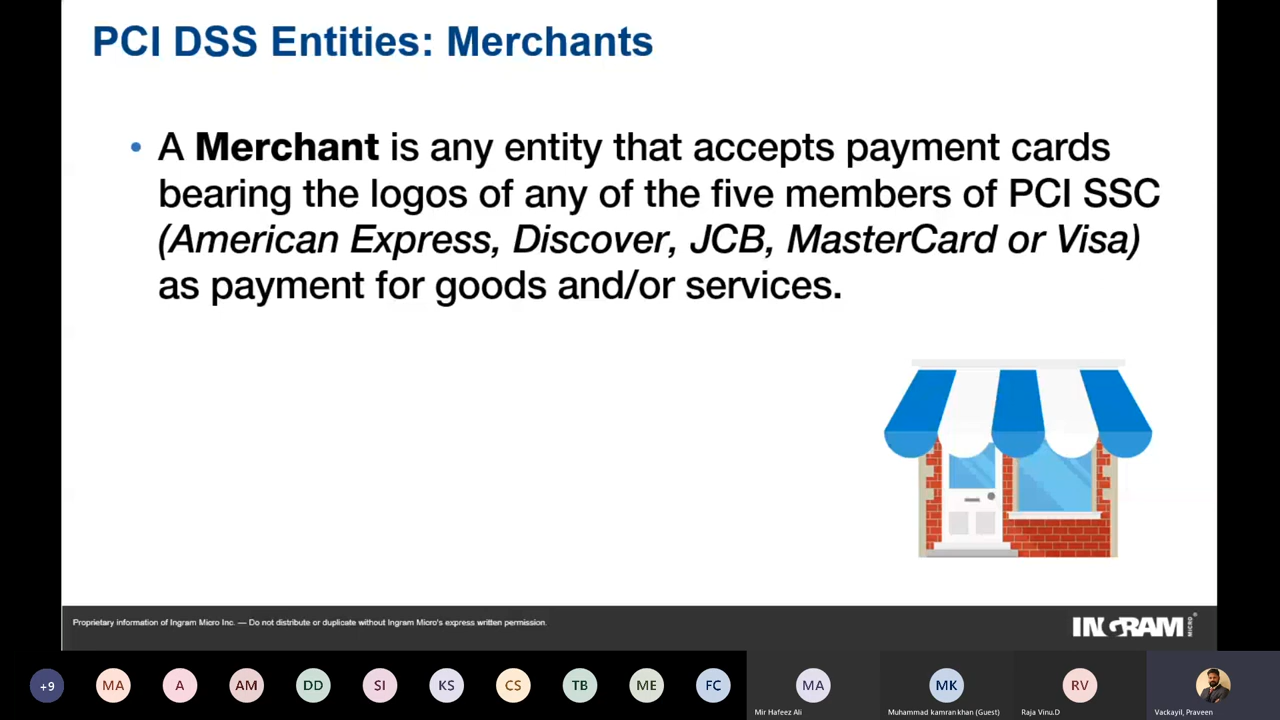 PCI DSS Entities: Merchants
• A Merchant is any entity that accepts payment cards
bearing the logos of any of the five members of PCI SSC
(American Express, Discover, JCB, MasterCard or Visa)
as payment for goods and/or services.
Proprietary information of Ingram Micro Inc. — Do not distribute or duplicate without Ingram Micro's express written permission.
INGRAM MICRO®
+9 MA A AM DD SI KS CS TB ME FC MA MK RV
Mir Hafeez Ali Muhammad kamran khan (Guest) Raja Vinu.D Vackayil, Praveen